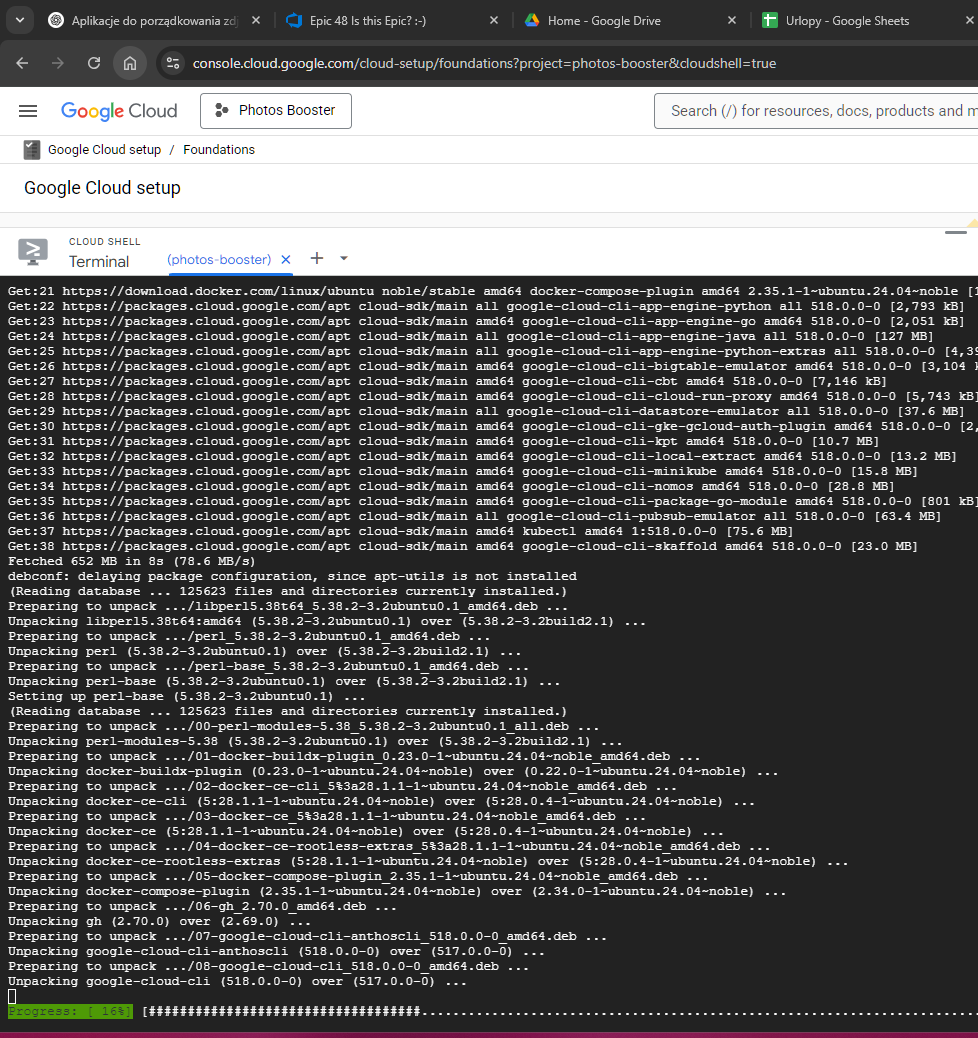 Aplikacje do porządkowania zdj
Epic 48 Is this Epic? :-)
Home - Google Drive
Urlopy - Google Sheets
console.cloud.google.com/cloud-setup/foundations?project=photos-booster&cloudshell=true
Google Cloud
Photos Booster
Search (/) for resources, docs, products and m
Google Cloud setup / Foundations
Google Cloud setup
CLOUD SHELL
Terminal
(photos-booster)
Get:21 https://download.docker.com/linux/ubuntu noble/stable amd64 docker-compose-plugin amd64 2.35.1-1~ubuntu.24.04~noble [1
Get:22 https://packages.cloud.google.com/apt cloud-sdk/main all google-cloud-cli-app-engine-python all 518.0.0-0 [2,793 kB]
Get:23 https://packages.cloud.google.com/apt cloud-sdk/main amd64 google-cloud-cli-app-engine-go amd64 518.0.0-0 [2,051 kB]
Get:24 https://packages.cloud.google.com/apt cloud-sdk/main all google-cloud-cli-app-engine-java all 518.0.0-0 [127 MB]
Get:25 https://packages.cloud.google.com/apt cloud-sdk/main all google-cloud-cli-app-engine-python-extras all 518.0.0-0 [4,39
Get:26 https://packages.cloud.google.com/apt cloud-sdk/main amd64 google-cloud-cli-bigtable-emulator amd64 518.0.0-0 [3,104 k
Get:27 https://packages.cloud.google.com/apt cloud-sdk/main amd64 google-cloud-cli-cbt amd64 518.0.0-0 [7,146 kB]
Get:28 https://packages.cloud.google.com/apt cloud-sdk/main amd64 google-cloud-cli-cloud-run-proxy amd64 518.0.0-0 [5,743 kB]
Get:29 https://packages.cloud.google.com/apt cloud-sdk/main all google-cloud-cli-datastore-emulator all 518.0.0-0 [37.6 MB]
Get:30 https://packages.cloud.google.com/apt cloud-sdk/main amd64 google-cloud-cli-gke-gcloud-auth-plugin amd64 518.0.0-0 [2,
Get:31 https://packages.cloud.google.com/apt cloud-sdk/main amd64 google-cloud-cli-kpt amd64 518.0.0-0 [10.7 MB]
Get:32 https://packages.cloud.google.com/apt cloud-sdk/main amd64 google-cloud-cli-local-extract amd64 518.0.0-0 [13.2 MB]
Get:33 https://packages.cloud.google.com/apt cloud-sdk/main amd64 google-cloud-cli-minikube amd64 518.0.0-0 [15.8 MB]
Get:34 https://packages.cloud.google.com/apt cloud-sdk/main amd64 google-cloud-cli-nomos amd64 518.0.0-0 [28.8 MB]
Get:35 https://packages.cloud.google.com/apt cloud-sdk/main amd64 google-cloud-cli-package-go-module amd64 518.0.0-0 [801 kB]
Get:36 https://packages.cloud.google.com/apt cloud-sdk/main all google-cloud-cli-pubsub-emulator all 518.0.0-0 [63.4 MB]
Get:37 https://packages.cloud.google.com/apt cloud-sdk/main amd64 kubectl amd64 1:518.0.0-0 [75.6 MB]
Get:38 https://packages.cloud.google.com/apt cloud-sdk/main amd64 google-cloud-cli-skaffold amd64 518.0.0-0 [23.0 MB]
Fetched 652 MB in 8s (78.6 MB/s)
debconf: delaying package configuration, since apt-utils is not installed
(Reading database ... 125623 files and directories currently installed.)
Preparing to unpack .../libperl5.38t64_5.38.2-3.2ubuntu0.1_amd64.deb ...
Unpacking libperl5.38t64:amd64 (5.38.2-3.2ubuntu0.1) over (5.38.2-3.2build2.1) ...
Preparing to unpack .../perl_5.38.2-3.2ubuntu0.1_amd64.deb ...
Unpacking perl (5.38.2-3.2ubuntu0.1) over (5.38.2-3.2build2.1) ...
Preparing to unpack .../perl-base_5.38.2-3.2ubuntu0.1_amd64.deb ...
Unpacking perl-base (5.38.2-3.2ubuntu0.1) over (5.38.2-3.2build2.1) ...
Setting up perl-base (5.38.2-3.2ubuntu0.1) ...
(Reading database ... 125623 files and directories currently installed.)
Preparing to unpack .../00-perl-modules-5.38_5.38.2-3.2ubuntu0.1_all.deb ...
Unpacking perl-modules-5.38 (5.38.2-3.2ubuntu0.1) over (5.38.2-3.2build2.1) ...
Preparing to unpack .../01-docker-buildx-plugin_0.23.0-1~ubuntu.24.04~noble_amd64.deb ...
Unpacking docker-buildx-plugin (0.23.0-1~ubuntu.24.04~noble) over (0.22.0-1~ubuntu.24.04~noble) ...
Preparing to unpack .../02-docker-ce-cli_5%3a28.1.1-1~ubuntu.24.04~noble_amd64.deb ...
Unpacking docker-ce-cli (5:28.1.1-1~ubuntu.24.04~noble) over (5:28.0.4-1~ubuntu.24.04~noble) ...
Preparing to unpack .../03-docker-ce_5%3a28.1.1-1~ubuntu.24.04~noble_amd64.deb ...
Unpacking docker-ce (5:28.1.1-1~ubuntu.24.04~noble) over (5:28.0.4-1~ubuntu.24.04~noble) ...
Preparing to unpack .../04-docker-ce-rootless-extras_5%3a28.1.1-1~ubuntu.24.04~noble_amd64.deb ...
Unpacking docker-ce-rootless-extras (5:28.1.1-1~ubuntu.24.04~noble) over (5:28.0.4-1~ubuntu.24.04~noble) ...
Preparing to unpack .../05-docker-compose-plugin_2.35.1-1~ubuntu.24.04~noble_amd64.deb ...
Unpacking docker-compose-plugin (2.35.1-1~ubuntu.24.04~noble) over (2.34.0-1~ubuntu.24.04~noble) ...
Preparing to unpack .../06-gh_2.70.0_amd64.deb ...
Unpacking gh (2.70.0) over (2.69.0) ...
Preparing to unpack .../07-google-cloud-cli-anthoscli_518.0.0-0_amd64.deb ...
Unpacking google-cloud-cli-anthoscli (518.0.0-0) over (517.0.0-0) ...
Preparing to unpack .../08-google-cloud-cli_518.0.0-0_amd64.deb ...
Unpacking google-cloud-cli (518.0.0-0) over (517.0.0-0) ...
Progress: [ 16%] [###################################.......................................................................